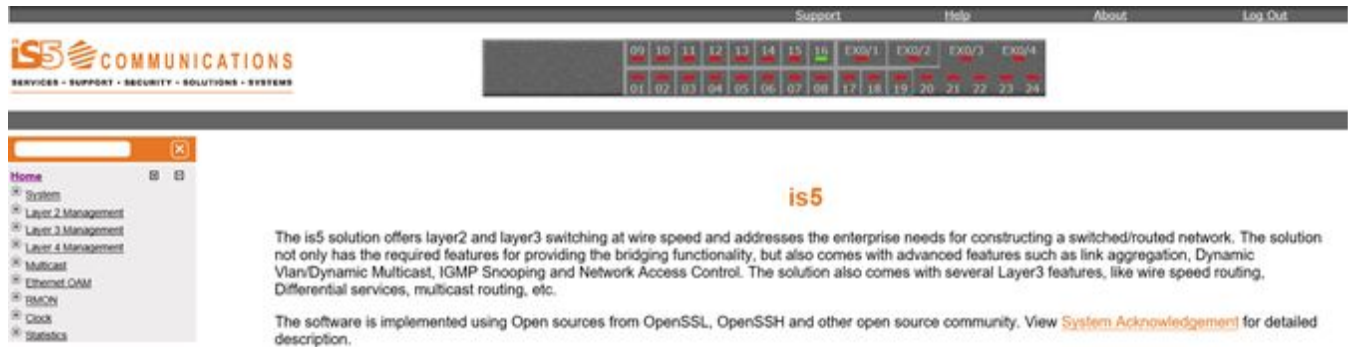 Support Help About Log Out
iS5 COMMUNICATIONS
SERVICES • SUPPORT • SECURITY • SOLUTIONS • SYSTEMS
09 10 11 12 13 14 15 16 EX0/1 EX0/2 EX0/3 EX0/4
01 02 03 04 05 06 07 08 17 18 19 20 21 22 23 24
Home
System
Layer 2 Management
Layer 3 Management
Layer 4 Management
Multicast
Ethernet OAM
RMON
Clock
Statistics
is5
The is5 solution offers layer2 and layer3 switching at wire speed and addresses the enterprise needs for constructing a switched/routed network. The solution
not only has the required features for providing the bridging functionality, but also comes with advanced features such as link aggregation, Dynamic
Vlan/Dynamic Multicast, IGMP Snooping and Network Access Control. The solution also comes with several Layer3 features, like wire speed routing,
Differential services, multicast routing, etc.
The software is implemented using Open sources from OpenSSL, OpenSSH and other open source community. View System Acknowledgement for detailed
description.